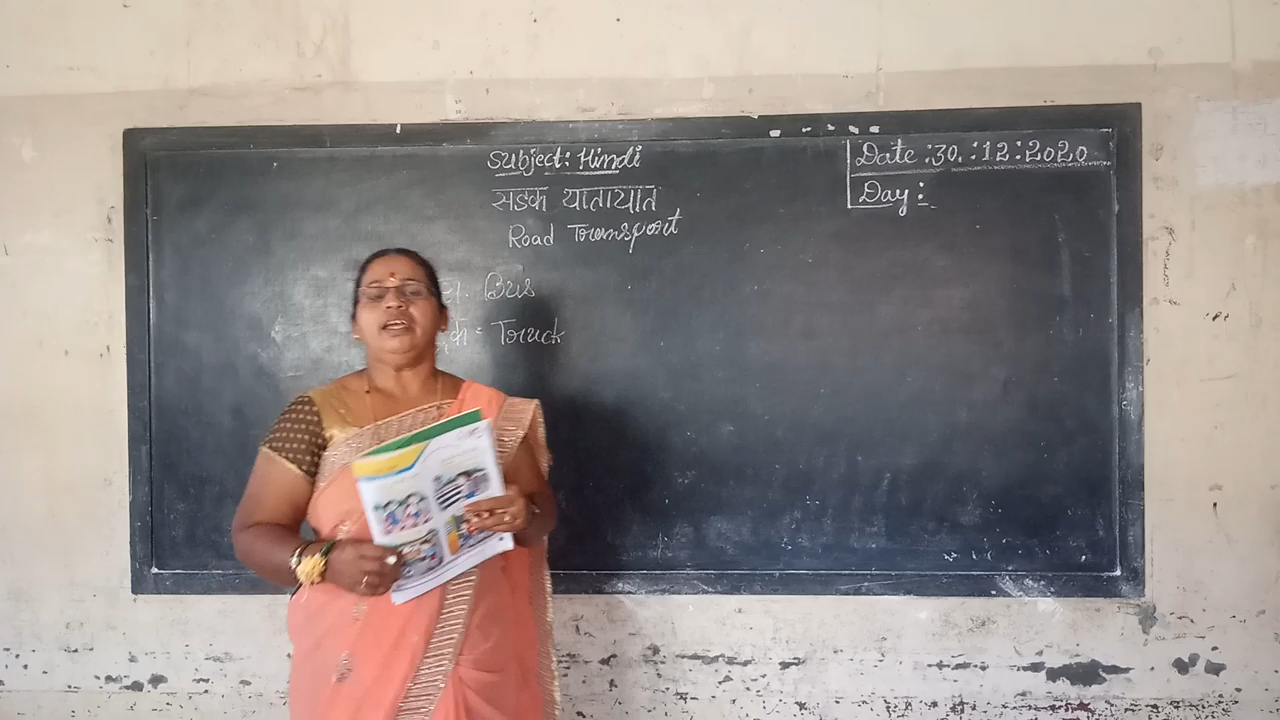 Subject: Hindi
सडक यातायात
Road Transport
Bus
क = Truck
Date :30.:12:2020
Day: